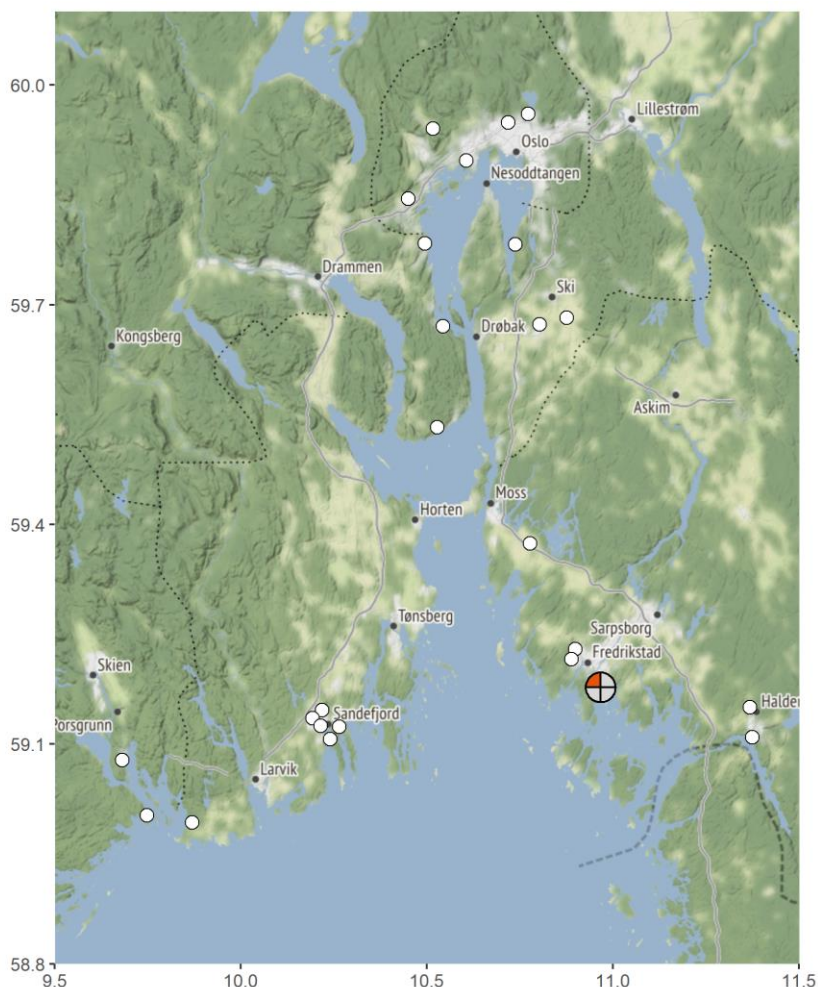 60.0
Lillestrøm
Oslo
Nesoddtangen
Drammen
Ski
59.7
Drøbak
Kongsberg
Askim
Moss
59.4
Horten
Tønsberg
Sarpsborg
Fredrikstad
Skien
Porsgrunn
Sandefjord
Halden
59.1
Larvik
58.8
9.5 10.0 10.5 11.0 11.5